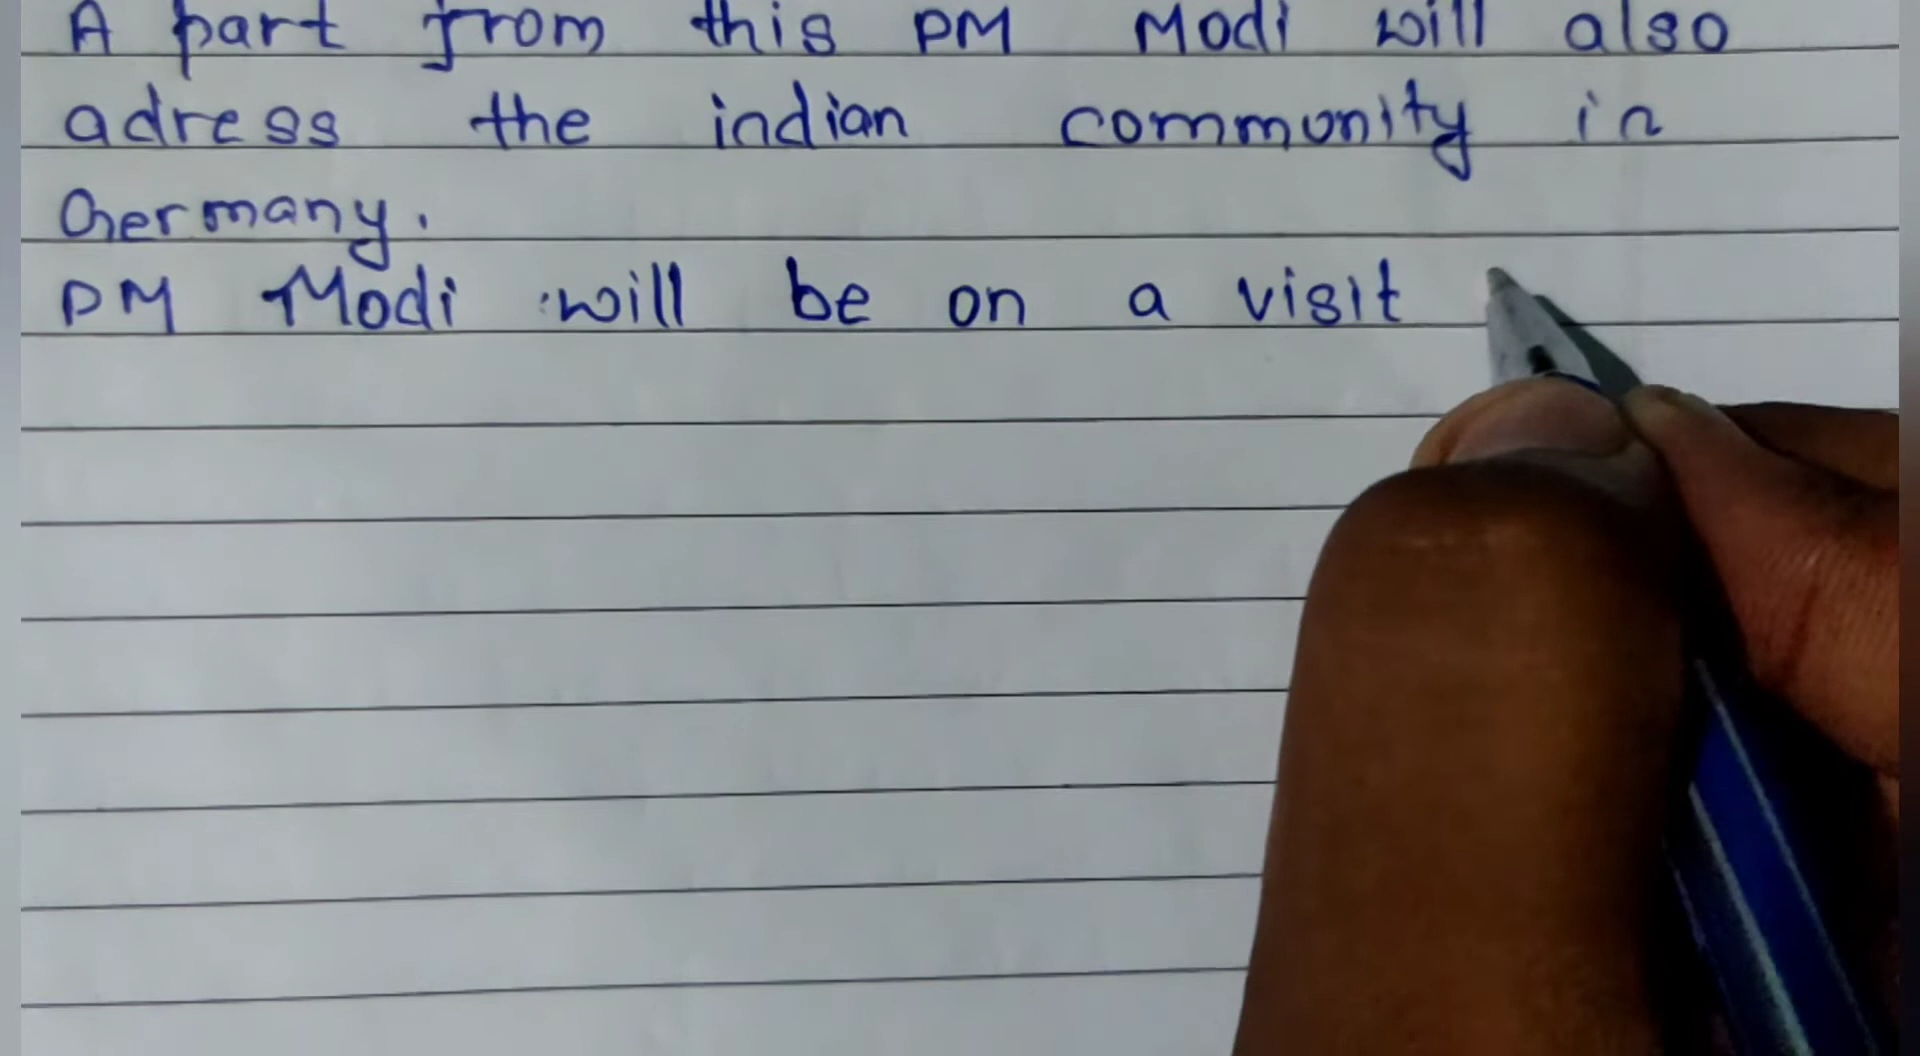 A part from this PM Modi will also
adress the indian community in
Germany.
PM Modi will be on a visit